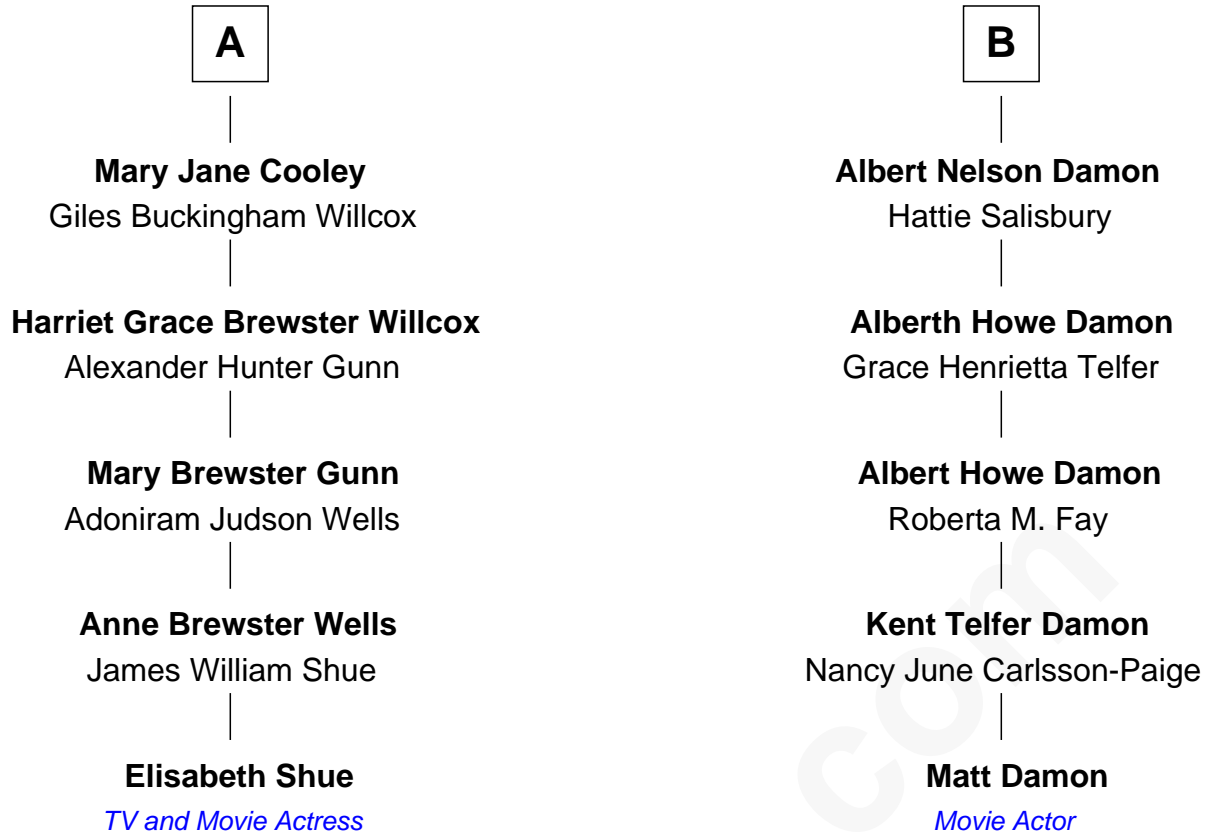 A
Mary Jane Cooley
Giles Buckingham Willcox
Harriet Grace Brewster Willcox
Alexander Hunter Gunn
Mary Brewster Gunn
Adoniram Judson Wells
Anne Brewster Wells
James William Shue
Elisabeth Shue
TV and Movie Actress
B
Albert Nelson Damon
Hattie Salisbury
Alberth Howe Damon
Grace Henrietta Telfer
Albert Howe Damon
Roberta M. Fay
Kent Telfer Damon
Nancy June Carlsson-Paige
Matt Damon
Movie Actor
com